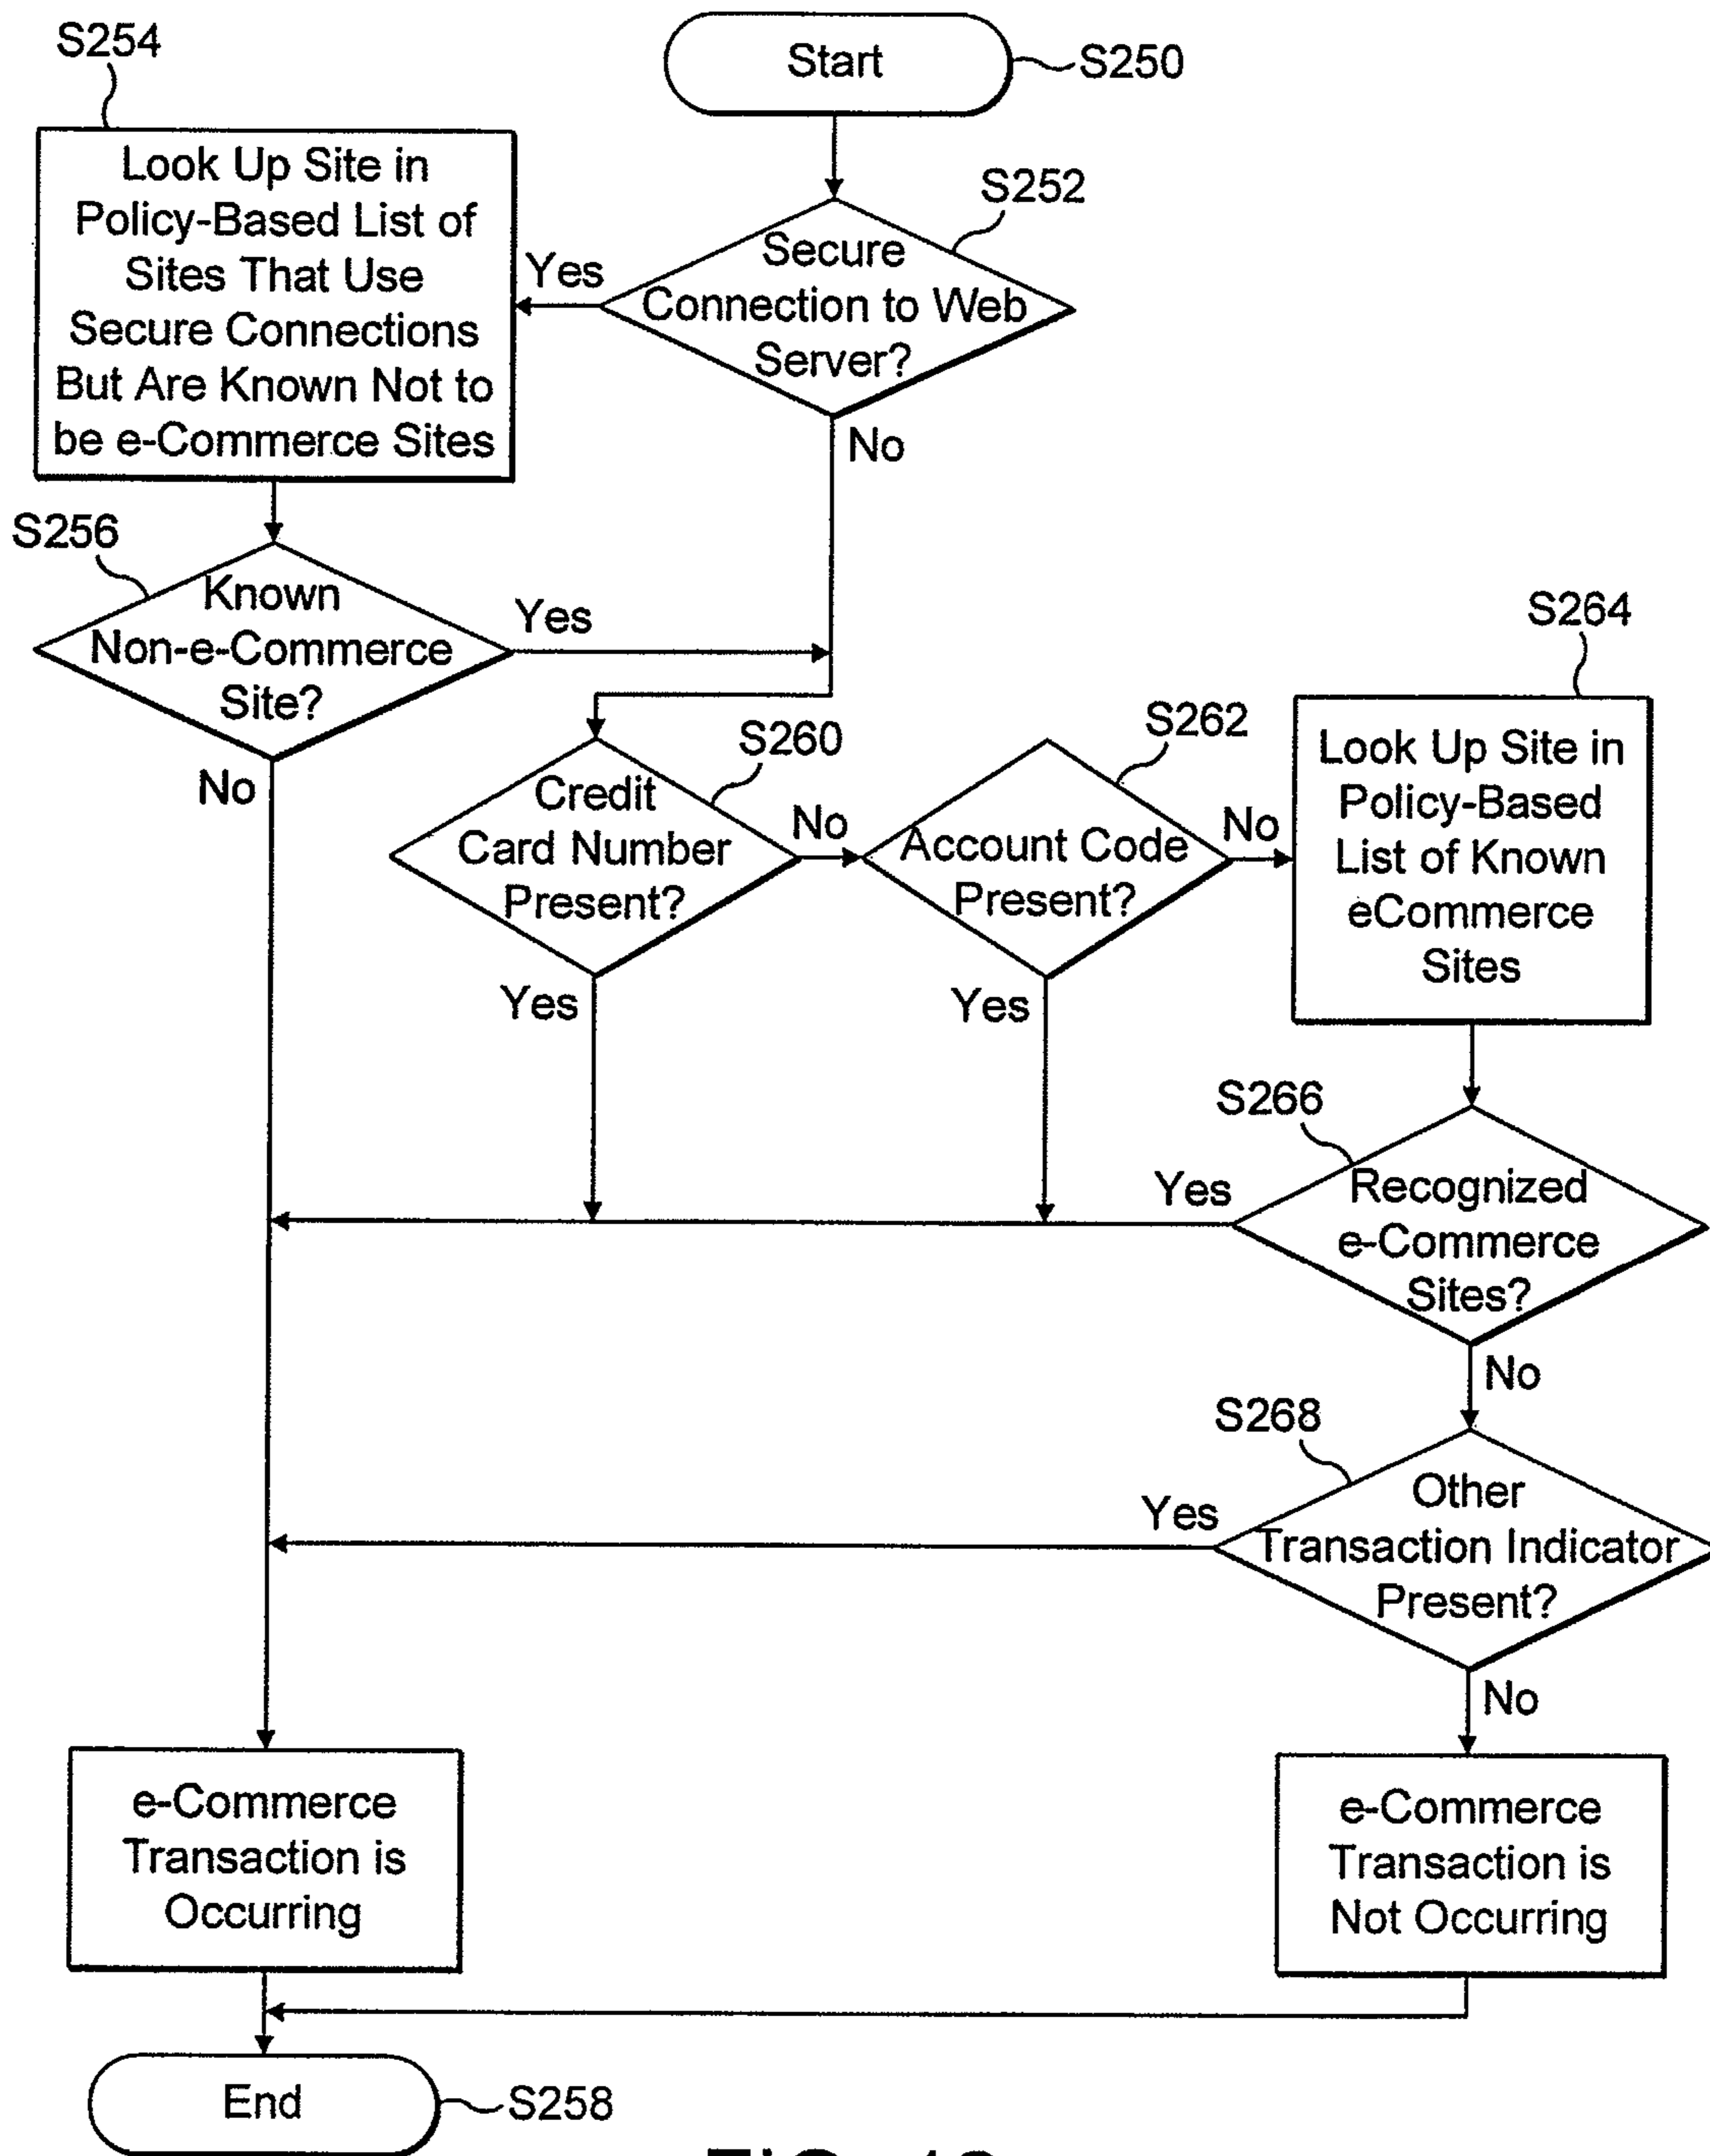 S254
Start
S250
Look Up Site in
Policy-Based List of
Sites That Use
Secure Connections
But Are Known Not to
be e-Commerce Sites
S252
Secure
Connection to Web
Server?
Yes
No
S256
Known
Non-e-Commerce
Site?
Yes
No
S260
Credit
Card Number
Present?
No
Yes
S262
Account Code
Present?
No
Yes
S264
Look Up Site in
Policy-Based
List of Known
eCommerce
Sites
S266
Recognized
e-Commerce
Sites?
Yes
No
S268
Other
Transaction Indicator
Present?
Yes
No
e-Commerce
Transaction is
Occurring
e-Commerce
Transaction is
Not Occurring
End
S258